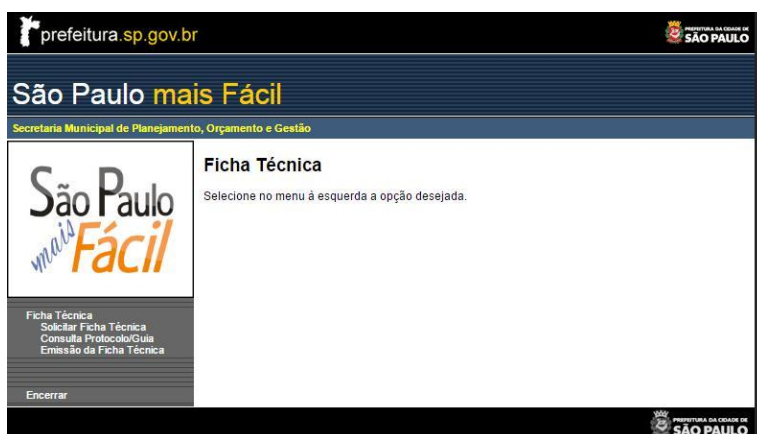 prefeitura.sp.gov.br
PREFEITURA DA CIDADE DE
SÃO PAULO
São Paulo mais Fácil
Secretaria Municipal de Planejamento, Orçamento e Gestão
São Paulo
mais Fácil
Ficha Técnica
Selecione no menu à esquerda a opção desejada.
Ficha Técnica
Solicitar Ficha Técnica
Consulta Protocolo/Guia
Emissão da Ficha Técnica
Encerrar
PREFEITURA DA CIDADE DE
SÃO PAULO